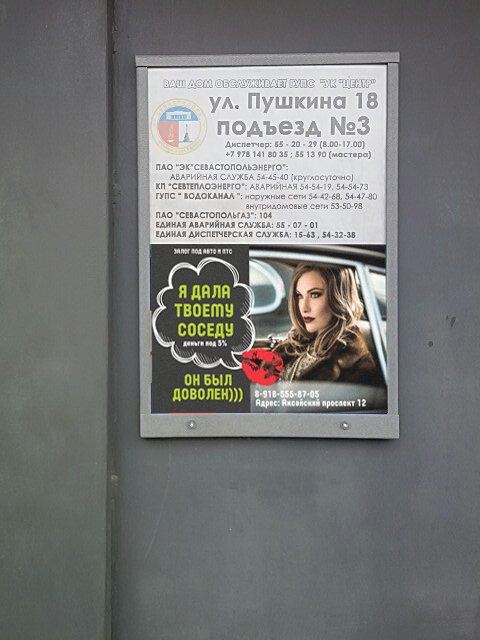 ВАШ ДОМ ОБСЛУЖИВАЕТ ГУПС "УК "ЦЕНТР"
ул. Пушкина 18
подъезд №3
Диспетчер: 55 - 20 - 29 (8.00-17.00)
+7 978 141 80 35 ; 55 13 90 (мастера)
ПАО "ЭК"СЕВАСТОПОЛЬЭНЕРГО":
АВАРИЙНАЯ СЛУЖБА 54-45-40 (круглосуточно)
КП "СЕВТЕПЛОЭНЕРГО": АВАРИЙНАЯ 54-54-19, 54-54-73
ГУПС " ВОДОКАНАЛ ": наружные сети 54-42-68, 54-47-80
внутридомовые сети 53-50-98
ПАО "СЕВАСТОПОЛЬГАЗ": 104
ЕДИНАЯ АВАРИЙНАЯ СЛУЖБА: 55 - 07 - 01
ЕДИНАЯ ДИСПЕТЧЕРСКАЯ СЛУЖБА: 15-63 , 54-32-38
ЗАЛОГ ПОД АВТО И ПТС
Я ДАЛА
ТВОЕМУ
СОСЕДУ
деньги под 5%
ОН БЫЛ
ДОВОЛЕН)))
8-918-555-87-05
Адрес: Аксайский проспект 12